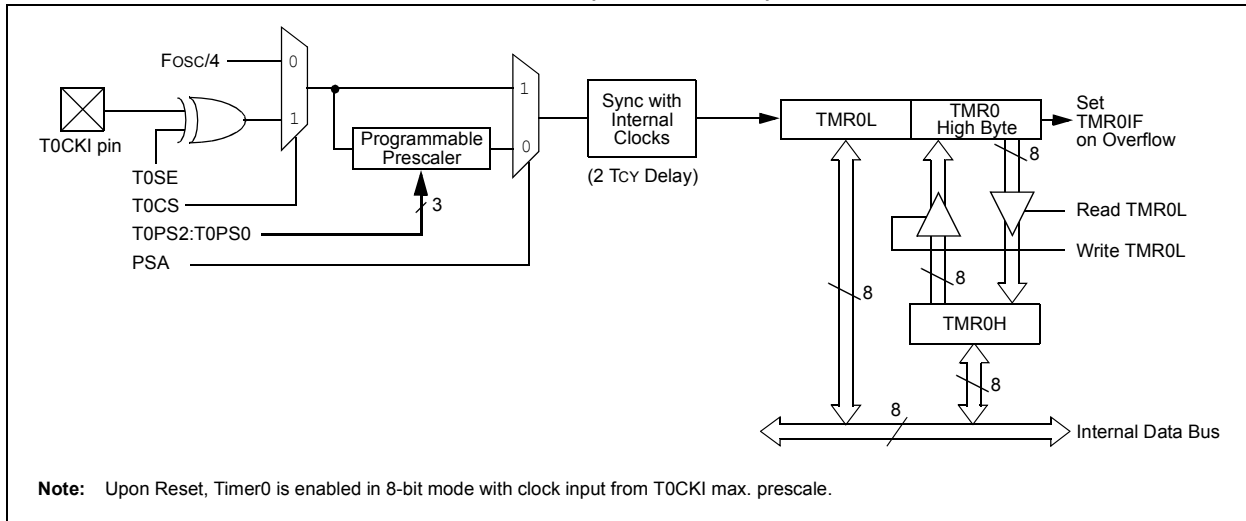 FOSC/4
0
1
T0CKI pin
T0SE
T0CS
T0PS2:T0PS0
PSA
Programmable
Prescaler
3
1
0
Sync with
Internal
Clocks
(2 TCY Delay)
TMR0L
TMR0
High Byte
Set
TMR0IF
on Overflow
8
Read TMR0L
Write TMR0L
8
8
TMR0H
8
8
Internal Data Bus
Note: Upon Reset, Timer0 is enabled in 8-bit mode with clock input from T0CKI max. prescale.